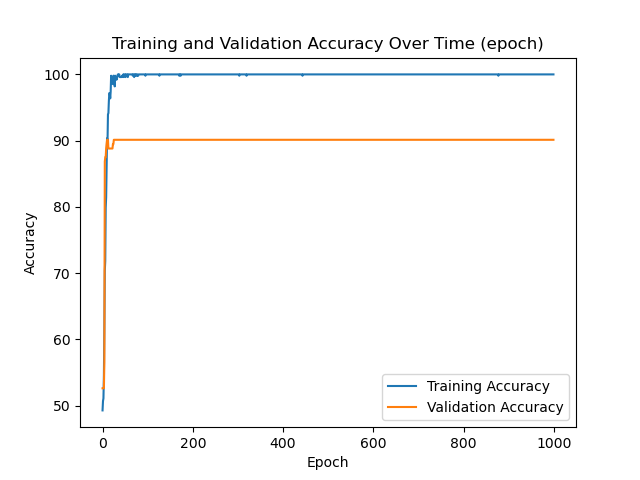 Training and Validation Accuracy Over Time (epoch)
100
90
80
70
60
50
Accuracy
Training Accuracy
Validation Accuracy
0 200 400 600 800 1000
Epoch